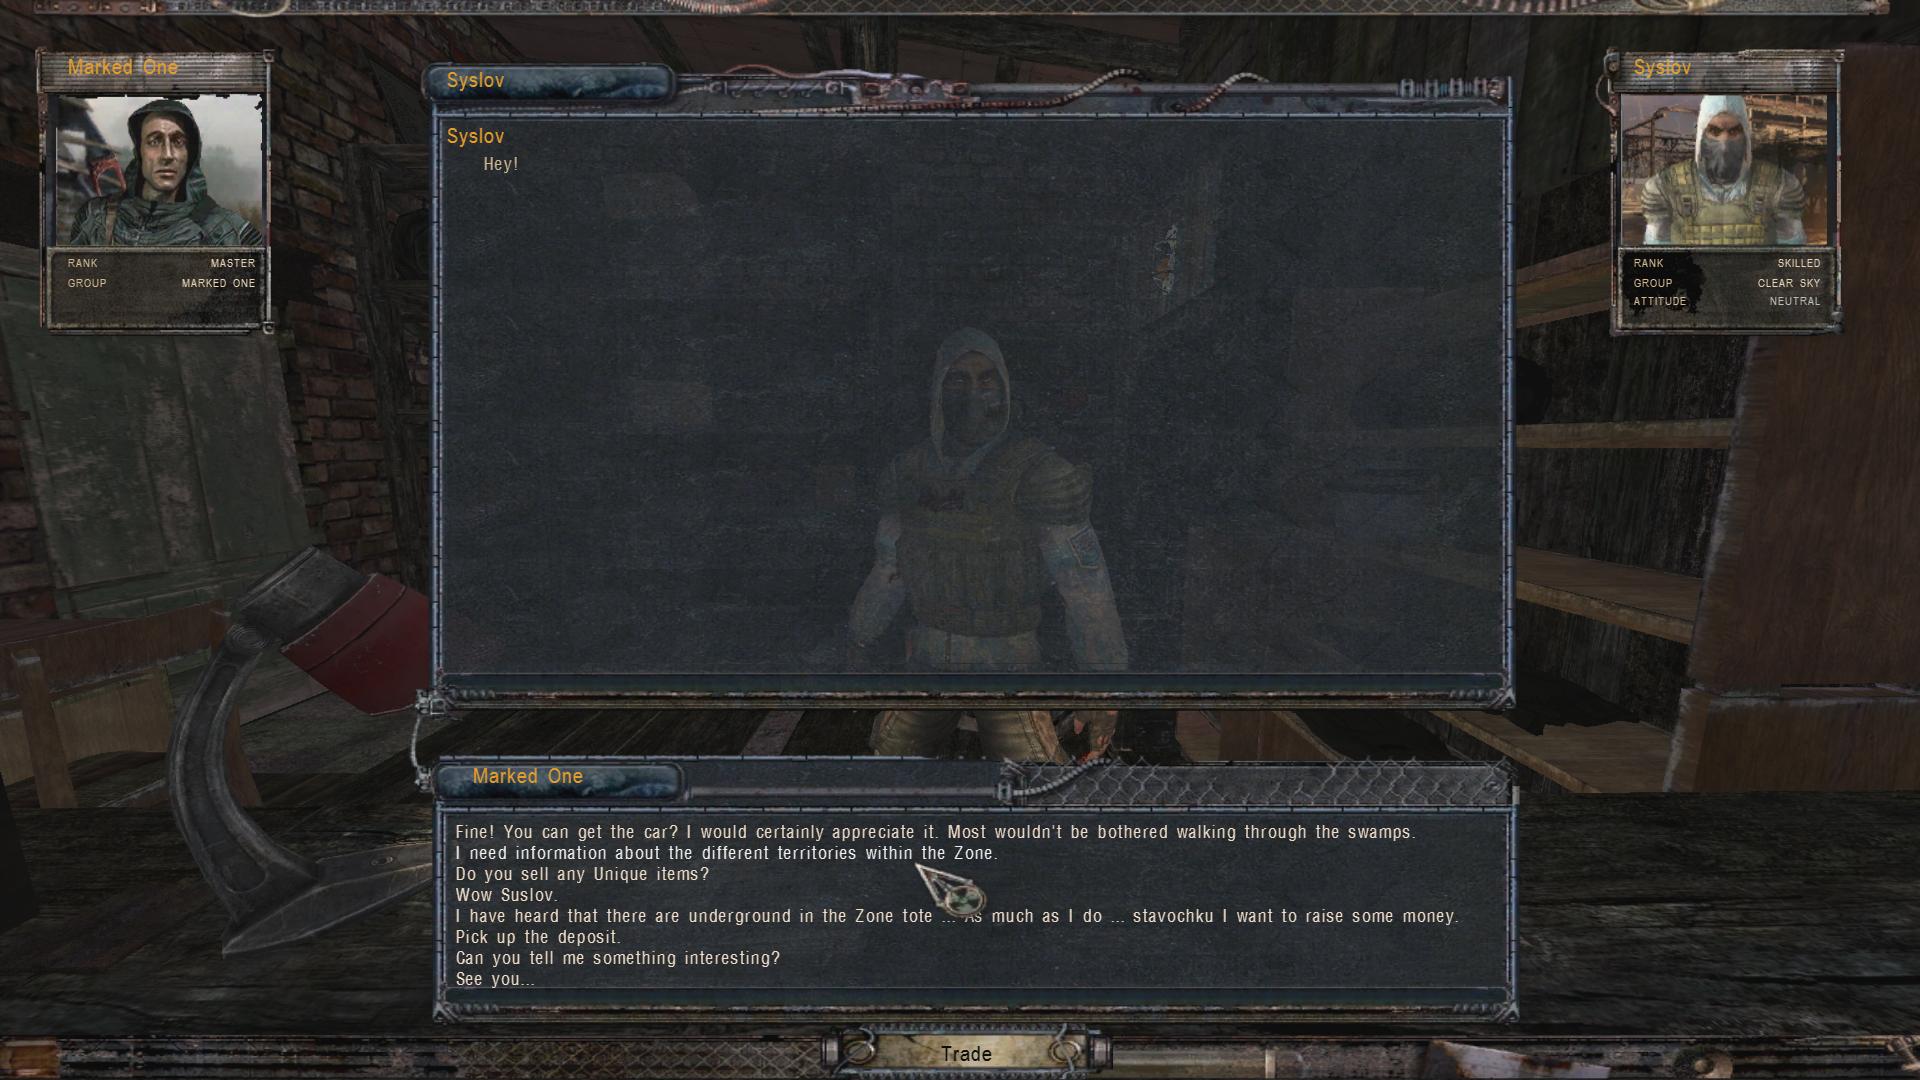 Marked One
RANK MASTER
GROUP MARKED ONE
Syslov
Syslov
Hey!
Syslov
RANK SKILLED
GROUP CLEAR SKY
ATTITUDE NEUTRAL
Marked One
Fine! You can get the car? I would certainly appreciate it. Most wouldn't be bothered walking through the swamps.
I need information about the different territories within the Zone.
Do you sell any Unique items?
Wow Suslov.
I have heard that there are underground in the Zone tote ... As much as I do ... stavochku I want to raise some money.
Pick up the deposit.
Can you tell me something interesting?
See you...
Trade